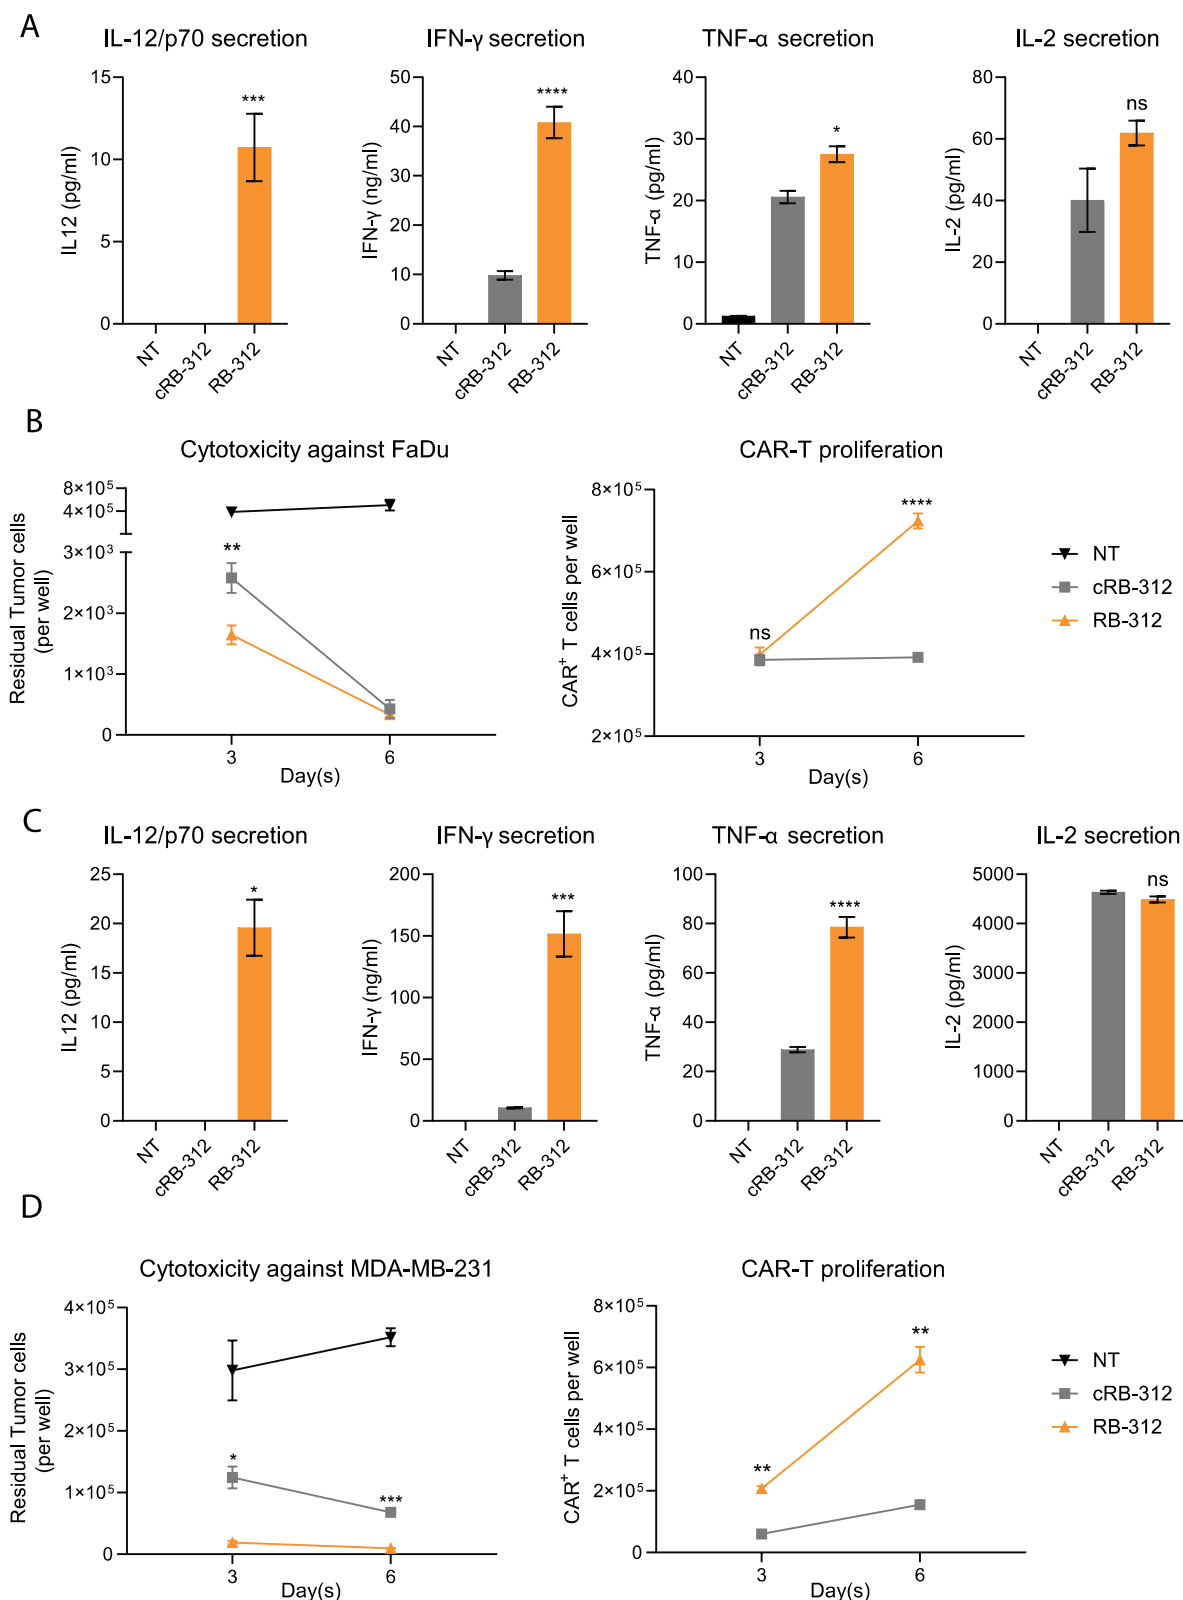 A
IL-12/p70 secretion
IFN-γ secretion
TNF-α secretion
IL-2 secretion
IL12 (pg/ml)
15
10
5
0
***
NT
cRB-312
RB-312
IFN-γ (ng/ml)
50
40
30
20
10
0
****
NT
cRB-312
RB-312
TNF-α (pg/ml)
40
30
20
10
0
*
NT
cRB-312
RB-312
IL-2 (pg/ml)
80
60
40
20
0
ns
NT
cRB-312
RB-312
B
Cytotoxicity against FaDu
Residual Tumor cells
(per well)
8×10⁵
4×10⁵
3×10³
2×10³
1×10³
0
**
3
6
Day(s)
CAR-T proliferation
CAR⁺ T cells per well
8×10⁵
6×10⁵
4×10⁵
2×10⁵
ns
****
3
6
Day(s)
NT
cRB-312
RB-312
C
IL-12/p70 secretion
IFN-γ secretion
TNF-α secretion
IL-2 secretion
IL12 (pg/ml)
25
20
15
10
5
0
*
NT
cRB-312
RB-312
IFN-γ (ng/ml)
200
150
100
50
0
***
NT
cRB-312
RB-312
TNF-α (pg/ml)
100
80
60
40
20
0
****
NT
cRB-312
RB-312
IL-2 (pg/ml)
5000
4000
3000
2000
1000
0
ns
NT
cRB-312
RB-312
D
Cytotoxicity against MDA-MB-231
Residual Tumor cells
(per well)
4×10⁵
3×10⁵
2×10⁵
1×10⁵
0
*
***
3
6
Day(s)
CAR-T proliferation
CAR⁺ T cells per well
8×10⁵
6×10⁵
4×10⁵
2×10⁵
0
**
**
3
6
Day(s)
NT
cRB-312
RB-312